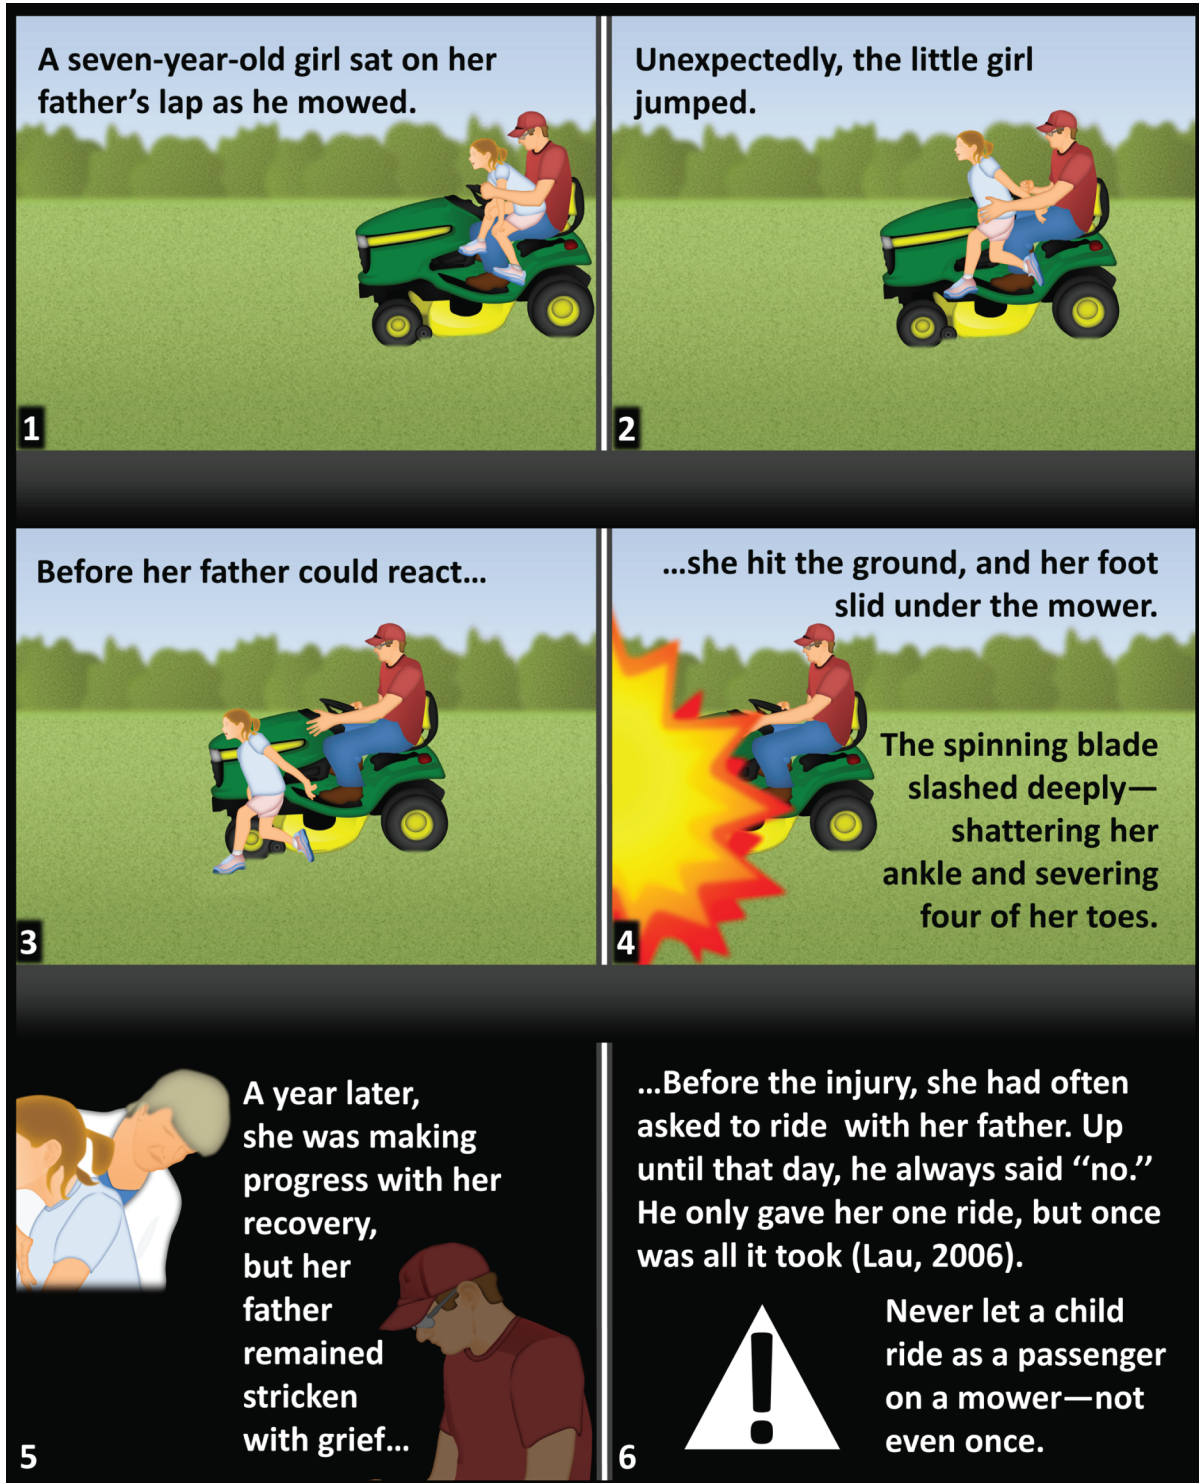 A seven-year-old girl sat on her
father’s lap as he mowed.
1
Unexpectedly, the little girl
jumped.
2
Before her father could react...
3
...she hit the ground, and her foot
slid under the mower.
The spinning blade
slashed deeply—
shattering her
ankle and severing
four of her toes.
4
A year later,
she was making
progress with her
recovery,
but her
father
remained
stricken
with grief...
5
...Before the injury, she had often
asked to ride  with her father. Up
until that day, he always said “no.”
He only gave her one ride, but once
was all it took (Lau, 2006).
!
Never let a child
ride as a passenger
on a mower—not
even once.
6